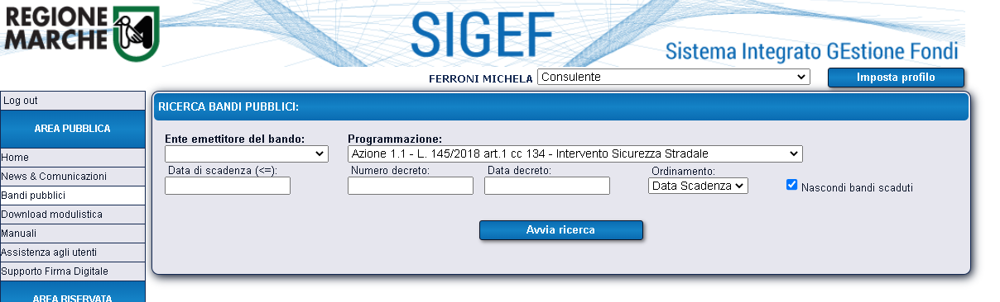 REGIONE
MARCHE
SIGEF
Sistema Integrato GEstione Fondi
FERRONI MICHELA Consulente Imposta profilo
Log out
AREA PUBBLICA
Home
News & Comunicazioni
Bandi pubblici
Download modulistica
Manuali
Assistenza agli utenti
Supporto Firma Digitale
AREA RISERVATA
RICERCA BANDI PUBBLICI:
Ente emettitore del bando: Programmazione:
Azione 1.1 - L. 145/2018 art.1 cc 134 - Intervento Sicurezza Stradale
Data di scadenza (<=): Numero decreto: Data decreto: Ordinamento:
Data Scadenza Nascondi bandi scaduti
Avvia ricerca